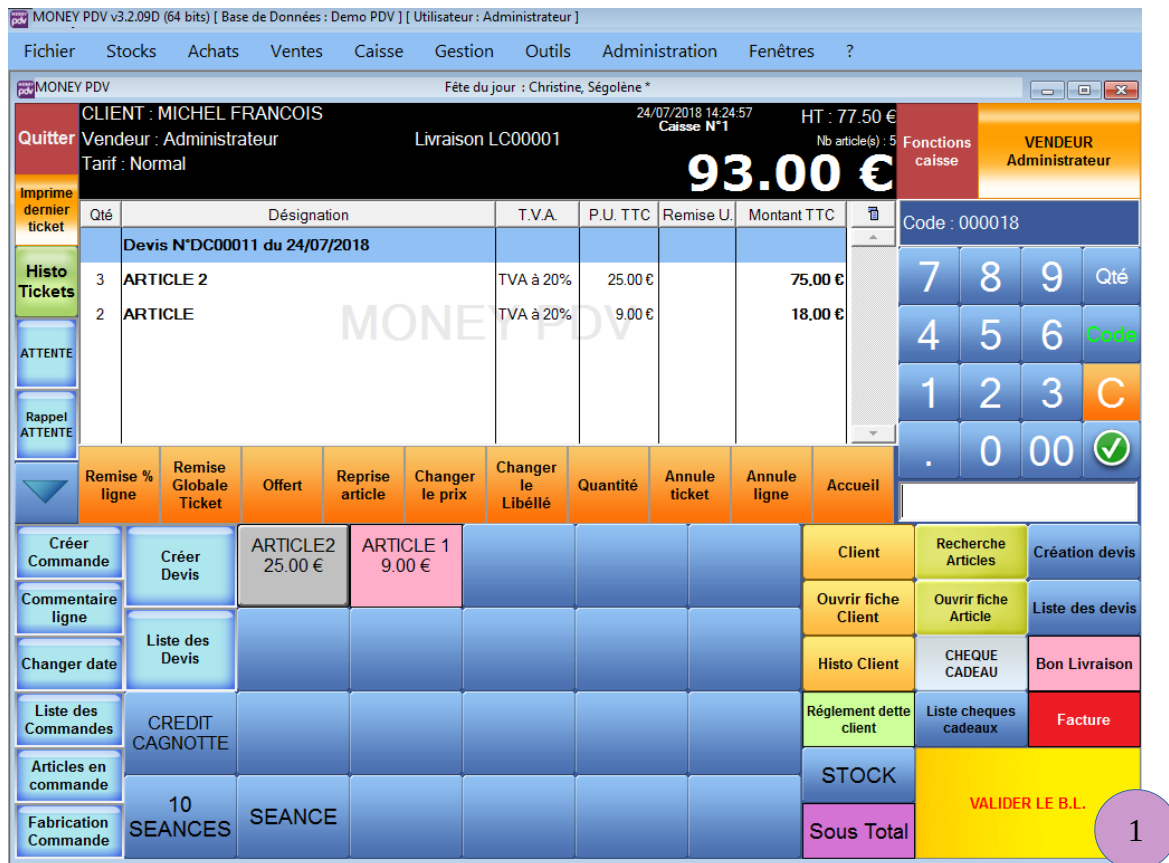 MONEY PDV v3.2.09D (64 bits) [ Base de Données : Demo PDV ] [ Utilisateur : Administrateur ]
Fichier Stocks Achats Ventes Caisse Gestion Outils Administration Fenêtres ?
MONEY PDV Fête du jour : Christine, Ségolène *
Quitter
CLIENT : MICHEL FRANCOIS
Vendeur : Administrateur
Tarif : Normal
Livraison LC00001
24/07/2018 14:24:57
Caisse N°1
HT : 77.50 €
Nb article(s) : 5
93.00 €
Fonctions
caisse
VENDEUR
Administrateur
Imprime
dernier
ticket
Histo
Tickets
ATTENTE
Rappel
ATTENTE
Qté Désignation T.V.A. P.U. TTC Remise U. Montant TTC
Devis N°DC00011 du 24/07/2018
3 ARTICLE 2 TVA à 20% 25.00 € 75.00 €
2 ARTICLE TVA à 20% 9.00 € 18.00 €
MONEY PDV
Code : 000018
7 8 9 Qté
4 5 6 Code
1 2 3 C
. 0 00
Remise %
ligne
Remise
Globale
Ticket
Offert
Reprise
article
Changer
le prix
Changer
le
Libéllé
Quantité
Annule
ticket
Annule
ligne
Accueil
Créer
Commande
Commentaire
ligne
Changer date
Liste des
Commandes
Articles en
commande
Fabrication
Commande
Créer
Devis
Liste des
Devis
CREDIT
CAGNOTTE
10
SEANCES
ARTICLE2
25.00 €
ARTICLE 1
9.00 €
SEANCE
Client
Recherche
Articles
Création devis
Ouvrir fiche
Client
Ouvrir fiche
Article
Liste des devis
Histo Client
CHEQUE
CADEAU
Bon Livraison
Réglement dette
client
Liste cheques
cadeaux
Facture
STOCK
Sous Total
VALIDER LE B.L.
1